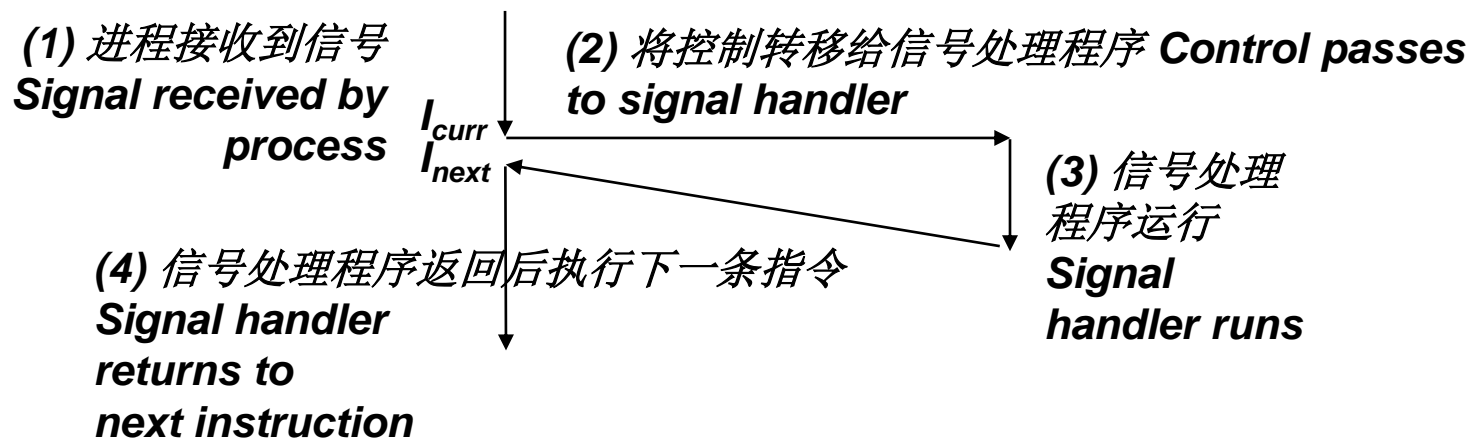 (1) 进程接收到信号
Signal received by
process
I_curr
I_next
(2) 将控制转移给信号处理程序 Control passes
to signal handler
(3) 信号处理
程序运行
Signal
handler runs
(4) 信号处理程序返回后执行下一条指令
Signal handler
returns to
next instruction